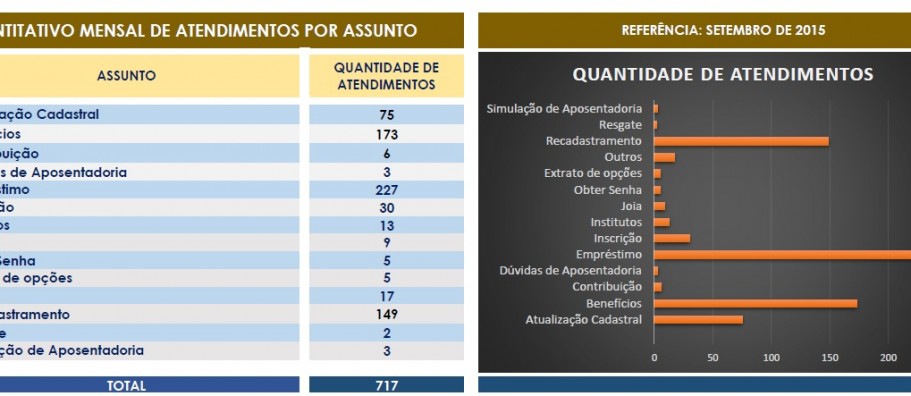 NTITATIVO MENSAL DE ATENDIMENTOS POR ASSUNTO
ASSUNTO QUANTIDADE DE ATENDIMENTOS
ação Cadastral 75
cios 173
buição 6
s de Aposentadoria 3
stimo 227
ão 30
os 13
9
Senha 5
de opções 5
17
astramento 149
e 2
ção de Aposentadoria 3
TOTAL 717
REFERÊNCIA: SETEMBRO DE 2015
QUANTIDADE DE ATENDIMENTOS
Simulação de Aposentadoria
Resgate
Recadastramento
Outros
Extrato de opções
Obter Senha
Joia
Institutos
Inscrição
Empréstimo
Dúvidas de Aposentadoria
Contribuição
Benefícios
Atualização Cadastral
0 50 100 150 200